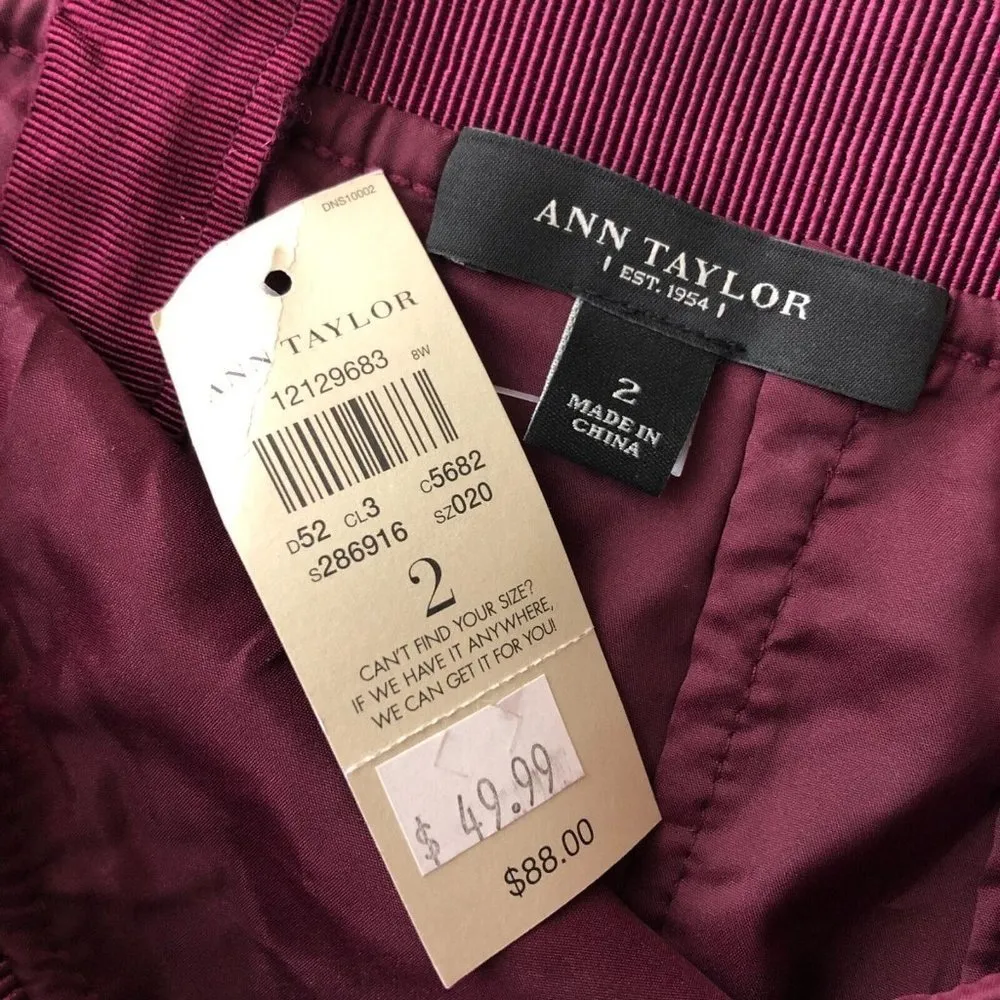 DNS10002
ANN TAYLOR
12129683 BW
D52 CL3 C5682
S286916 SZ020
2
CAN'T FIND YOUR SIZE?
IF WE HAVE IT ANYWHERE,
WE CAN GET IT FOR YOU!
$ 49.99
$88.00
ANN TAYLOR
EST. 1954
2
MADE IN
CHINA